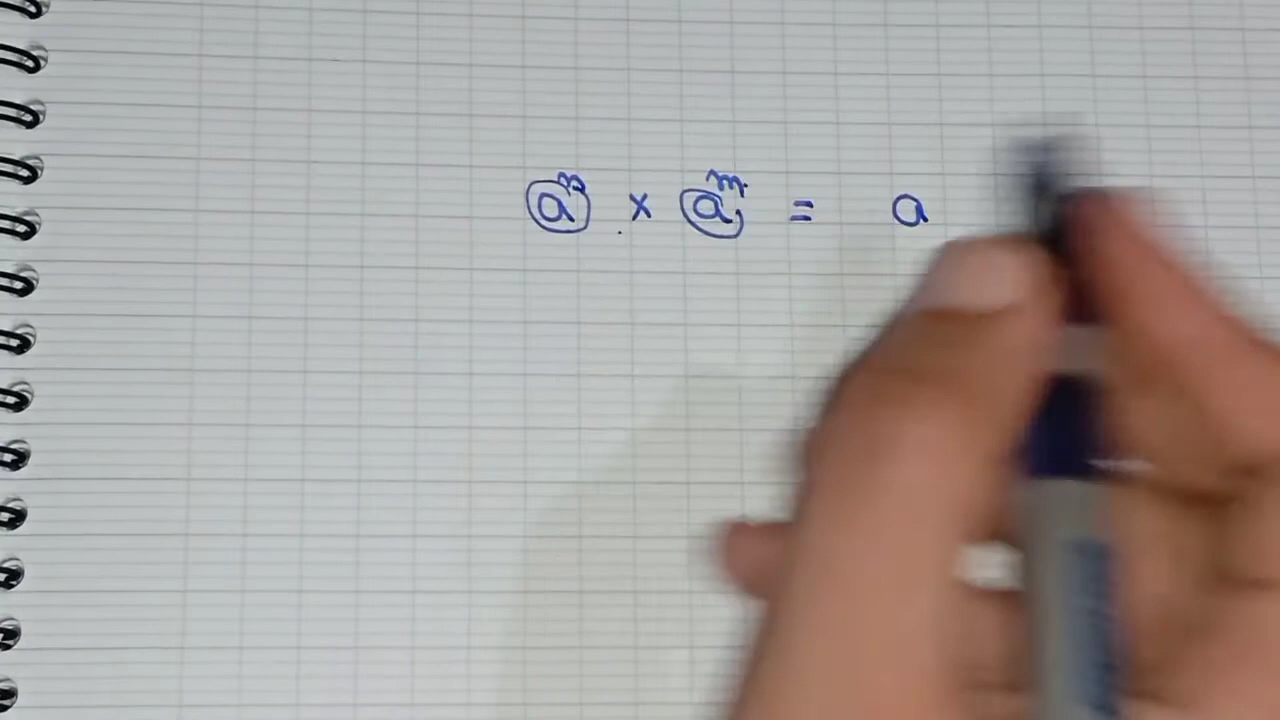 aⁿ × aᵐ = a